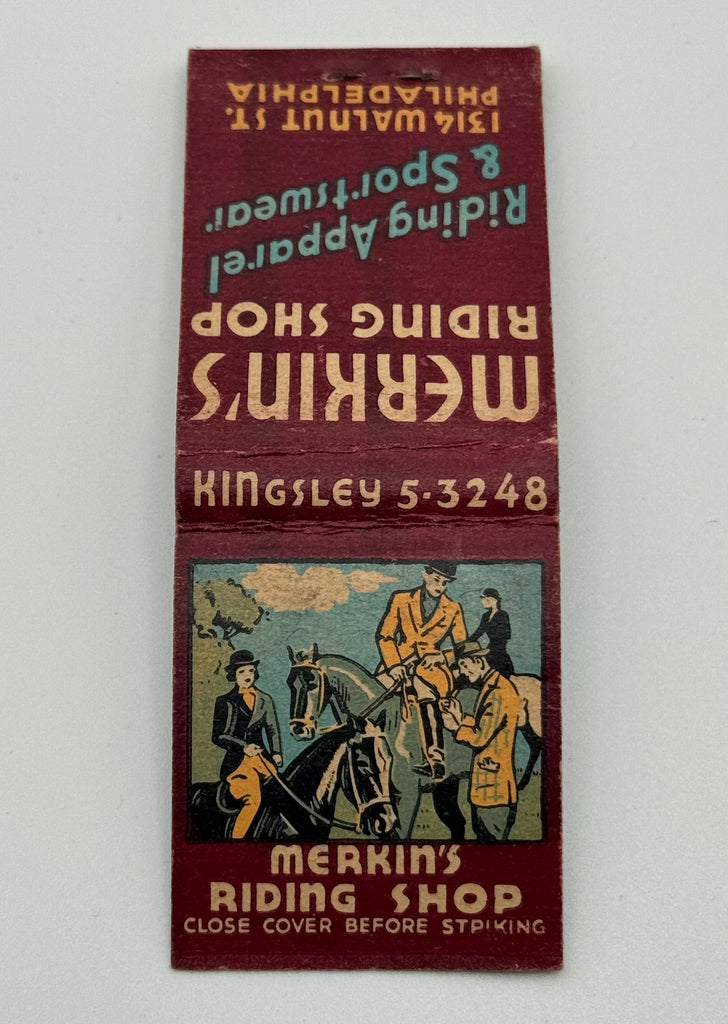 1314 WALNUT ST.
PHILADELPHIA
Riding Apparel
& Sportswear
MERKIN'S
RIDING SHOP
KINGSLEY 5-3248
MERKIN'S
RIDING SHOP
CLOSE COVER BEFORE STRIKING